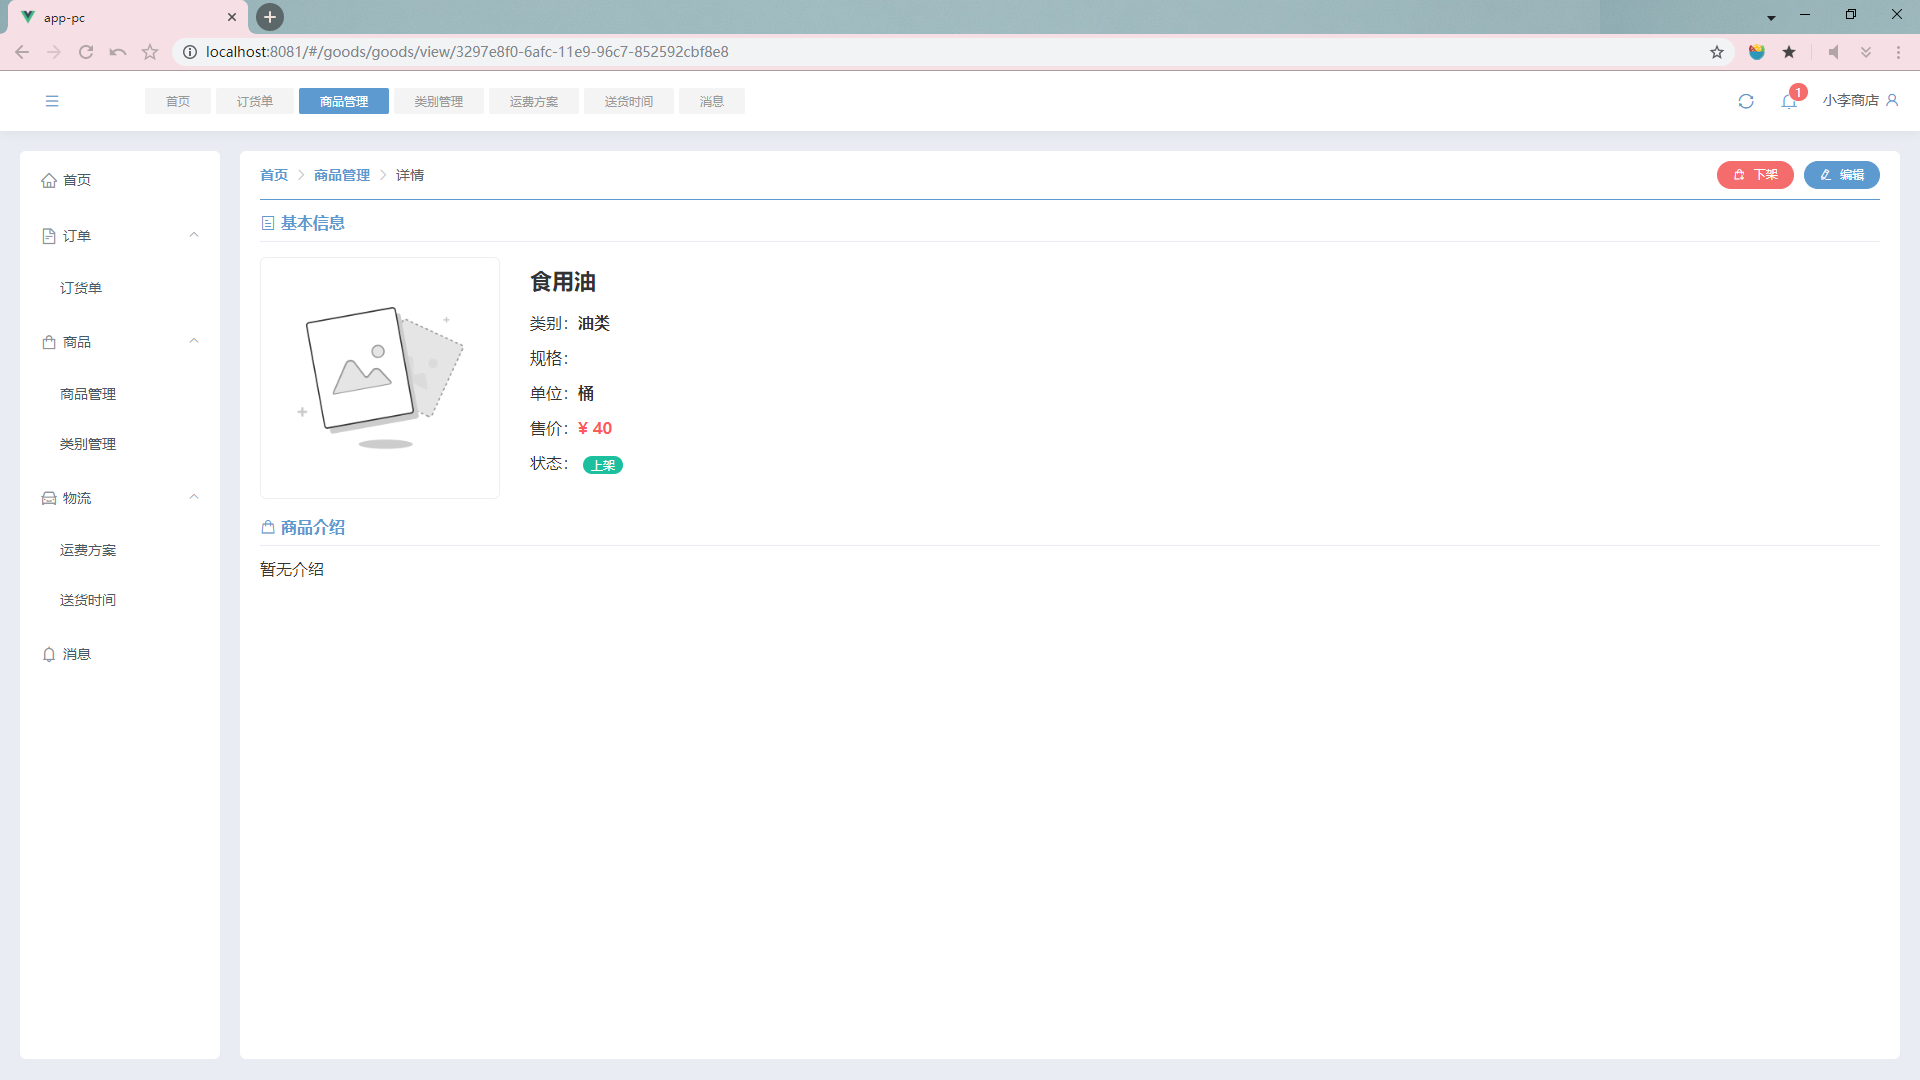 app-pc
localhost:8081/#/goods/goods/view/3297e8f0-6afc-11e9-96c7-852592cbf8e8
首页 订货单 商品管理 类别管理 运费方案 送货时间 消息
1
小李商店
首页
订单
订货单
商品
商品管理
类别管理
物流
运费方案
送货时间
消息
首页 商品管理 详情
下架 编辑
基本信息
食用油
类别：油类
规格：
单位：桶
售价：¥ 40
状态： 上架
商品介绍
暂无介绍